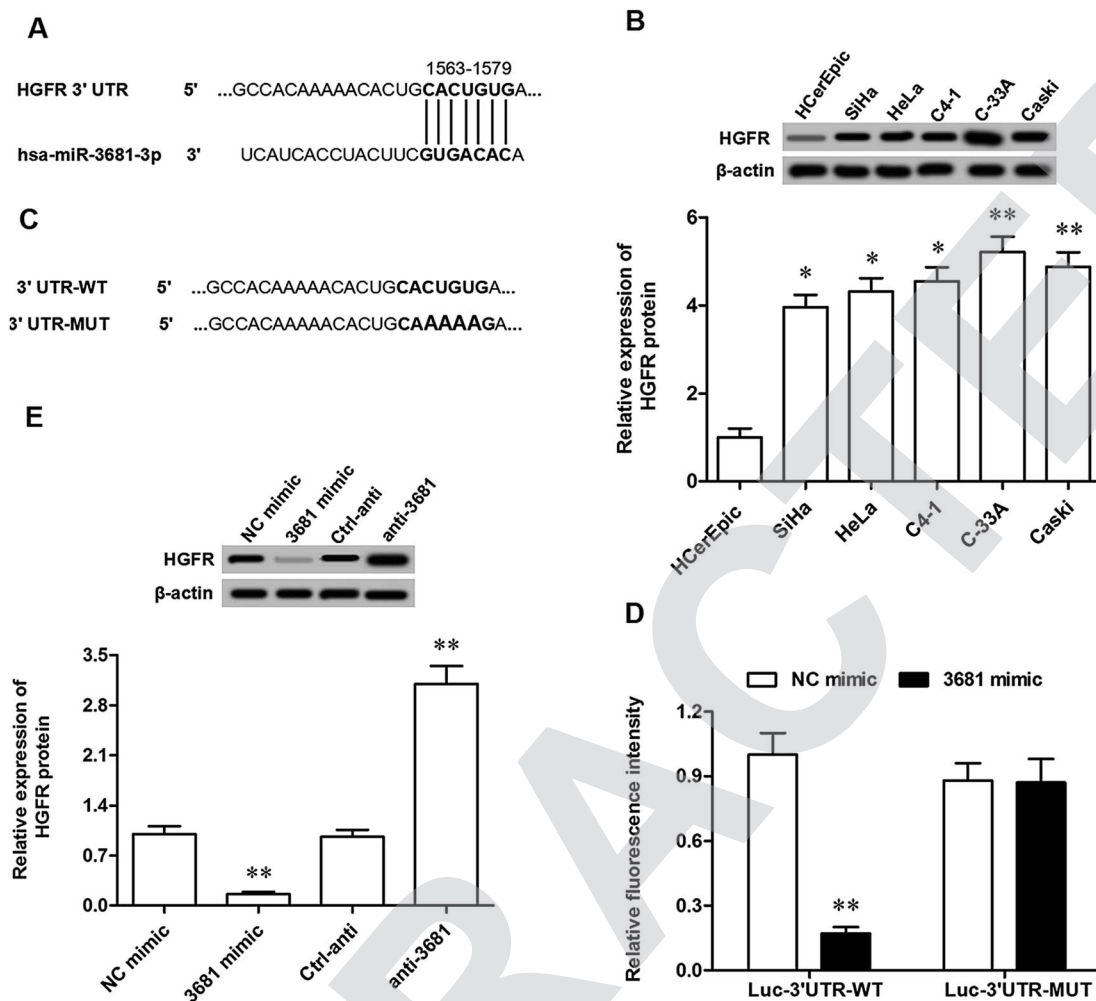 A
1563-1579
HGFR 3' UTR 5' ...GCCACAAAAACACUGCACUGUGA...
hsa-miR-3681-3p 3' UCAUCACCUACUUCGUGACACA
B
HCerEpic SiHa HeLa C4-1 C-33A Caski
HGFR
β-actin
Relative expression of
HGFR protein
6
4
2
0
* * * ** **
HCerEpic SiHa HeLa C4-1 C-33A Caski
C
3' UTR-WT 5' ...GCCACAAAAACACUGCACUGUGA...
3' UTR-MUT 5' ...GCCACAAAAACACUGCAAAAAGA...
E
NC mimic 3681 mimic Ctrl-anti anti-3681
HGFR
β-actin
Relative expression of
HGFR protein
3.5
2.8
2.1
1.4
0.7
0.0
** **
NC mimic 3681 mimic Ctrl-anti anti-3681
D
NC mimic 3681 mimic
Relative fluorescence intensity
1.2
0.9
0.6
0.3
0.0
**
Luc-3'UTR-WT Luc-3'UTR-MUT